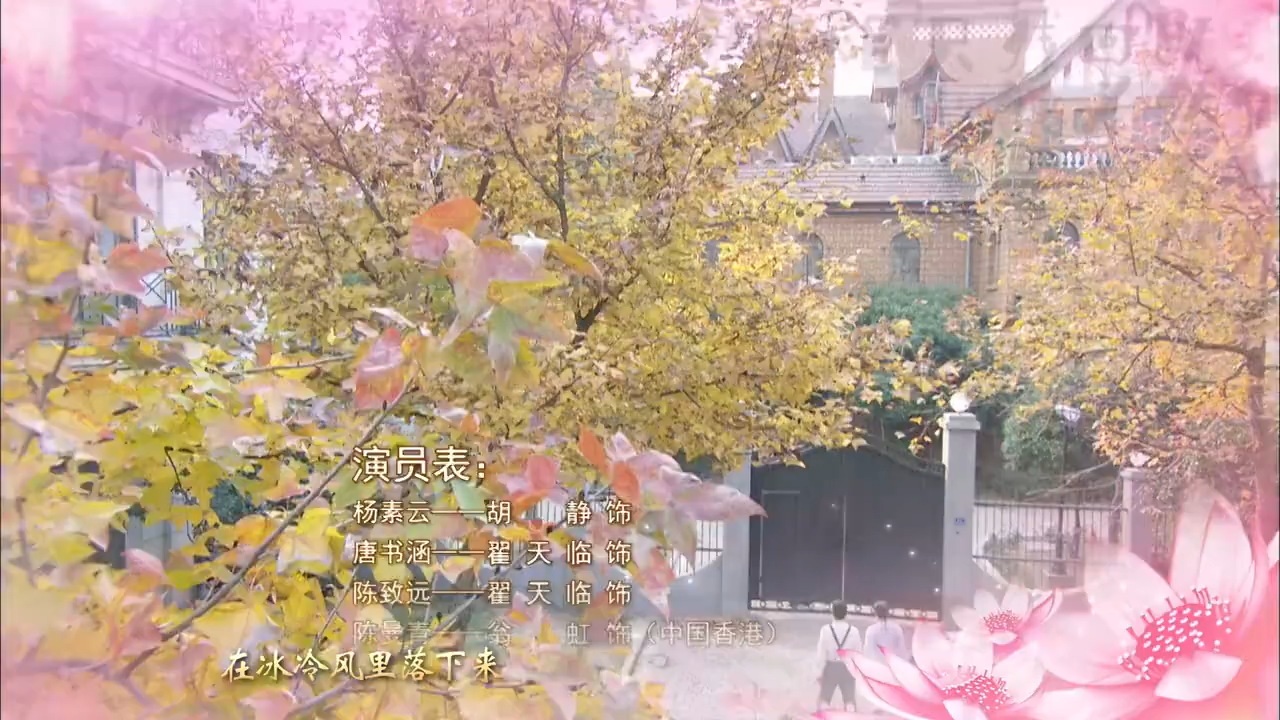 演员表：
杨素云——胡 静 饰
唐书涵——翟 天 临 饰
陈致远——翟 天 临 饰
陈曼青——翁 虹 饰（中国香港）
在冰冷风里落下来